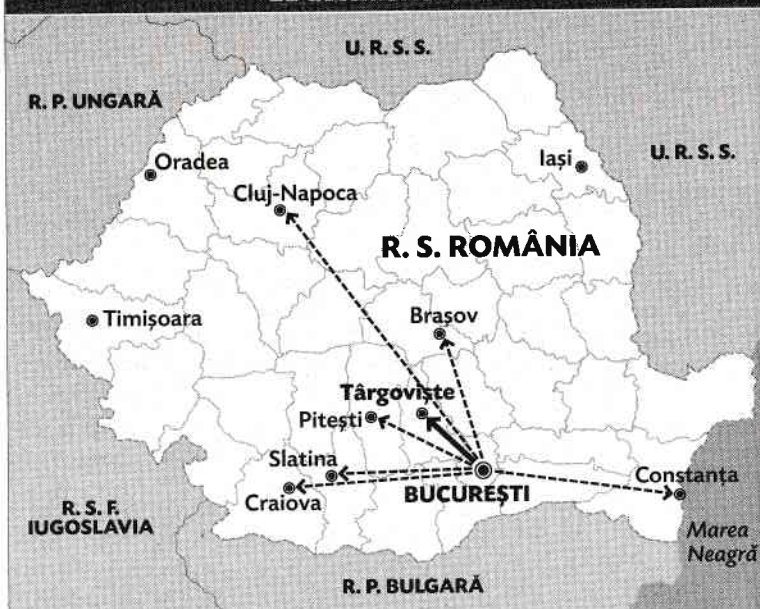 U. R. S. S.
R. P. UNGARĂ
Oradea
Iași
U. R. S. S.
Cluj-Napoca
R. S. ROMÂNIA
Timișoara
Brașov
Târgoviște
Pitești
Slatina
Craiova
BUCUREȘTI
Constanța
R. S. F.
IUGOSLAVIA
Marea
Neagră
R. P. BULGARĂ